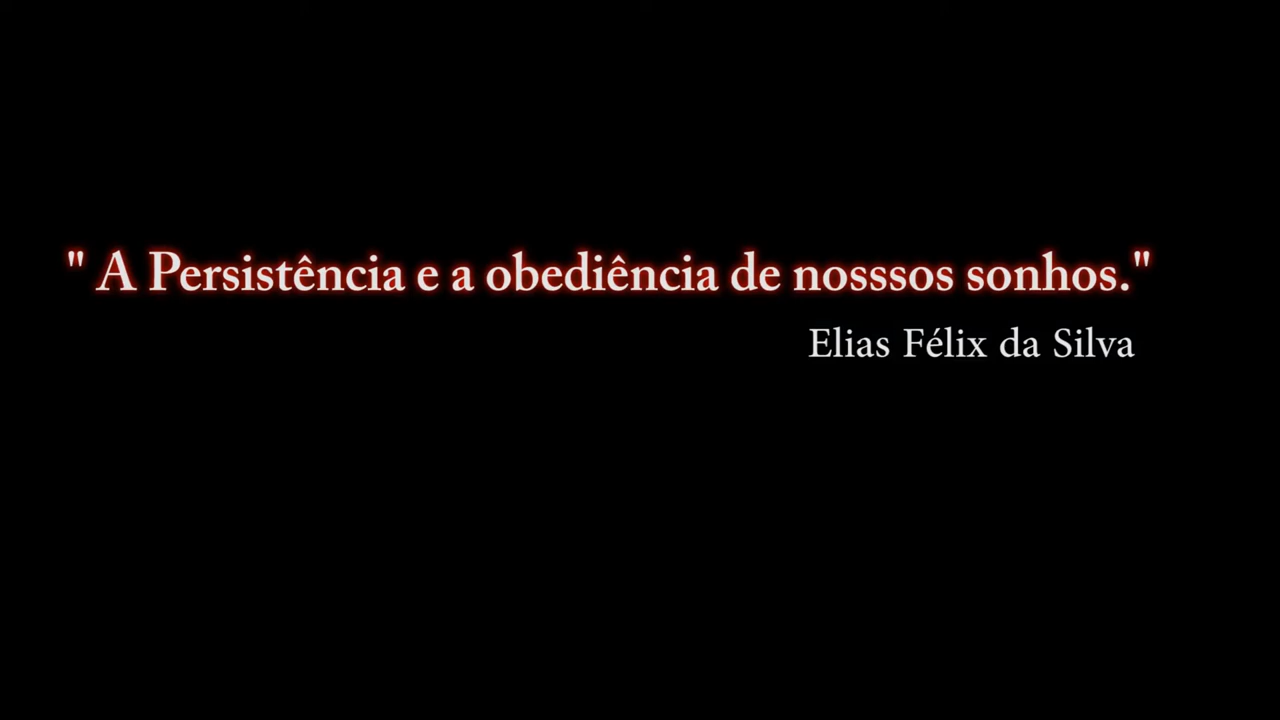 " A Persistência e a obediência de nosssos sonhos."
Elias Félix da Silva